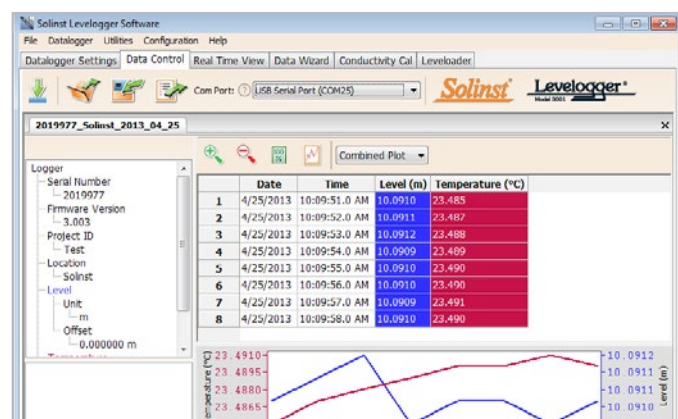 Solinst Levelogger Software
File Datalogger Utilities Configuration Help
Datalogger Settings Data Control Real Time View Data Wizard Conductivity Cal Leveloader
Com Port: ? USB Serial Port (COM25) Solinst Levelogger
Model 3001
2019977_Solinst_2013_04_25 x
Combined Plot
Logger
Serial Number
2019977
Firmware Version
3.003
Project ID
Test
Location
Solinst
Level
Unit
m
Offset
0.000000 m
Date Time Level (m) Temperature (°C)
1 4/25/2013 10:09:51.0 AM 10.0910 23.485
2 4/25/2013 10:09:52.0 AM 10.0911 23.487
3 4/25/2013 10:09:53.0 AM 10.0912 23.488
4 4/25/2013 10:09:54.0 AM 10.0909 23.489
5 4/25/2013 10:09:55.0 AM 10.0910 23.490
6 4/25/2013 10:09:56.0 AM 10.0910 23.490
7 4/25/2013 10:09:57.0 AM 10.0909 23.491
8 4/25/2013 10:09:58.0 AM 10.0910 23.490
23.4910
23.4895
23.4880
23.4865
10.0912
10.0911
10.0911
10.0910
Level (m)